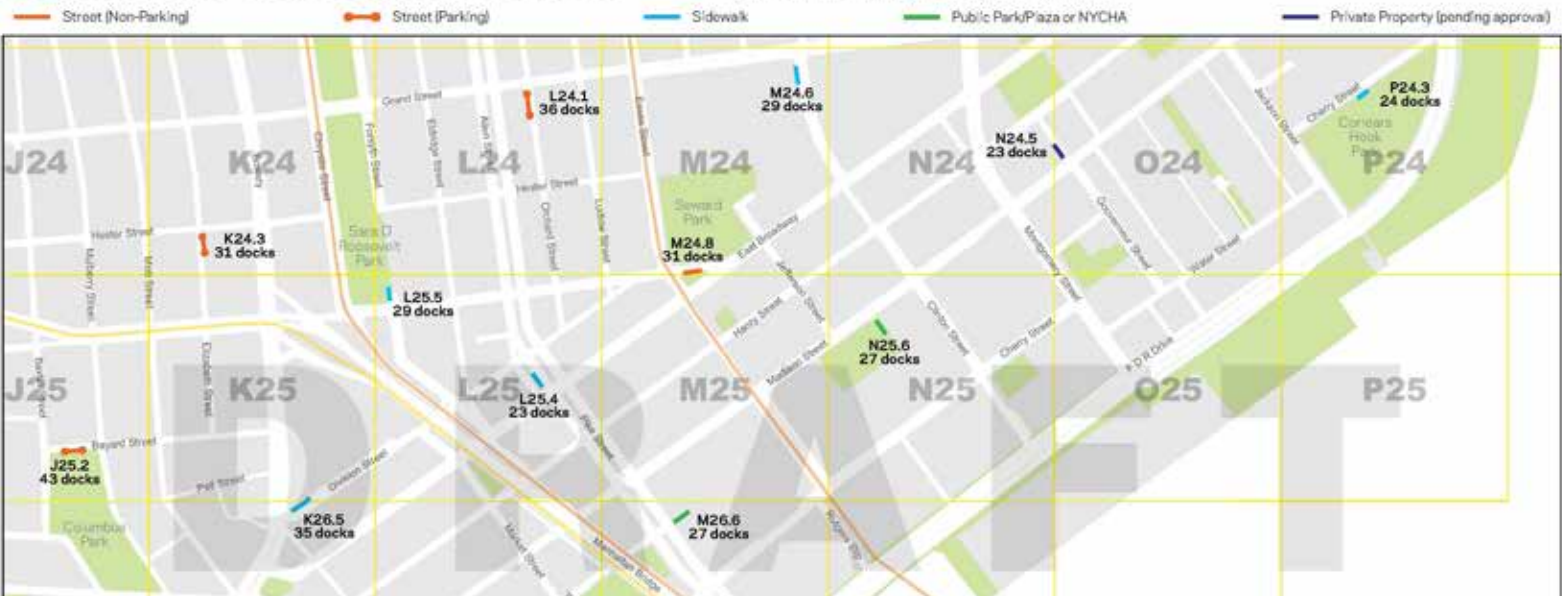 Street (Non-Parking)
Street (Parking)
Sidewalk
Public Park/Plaza or NYCHA
Private Property (pending approval)
J24
K24
L24
M24
N24
O24
P24
J25
K25
L25
M25
N25
O25
P25
DRAFT
L24.1
36 docks
M24.6
29 docks
P24.3
24 docks
N24.5
23 docks
K24.3
31 docks
M24.8
31 docks
L25.5
29 docks
N25.6
27 docks
L25.4
23 docks
J25.2
43 docks
K26.5
35 docks
M26.6
27 docks
Grand Street
Chrystie Street
Forsyth Street
Eldridge Street
Essex Street
Jackson Street
Cherry Street
Hester Street
Orchard Street
Ludlow Street
Hester Street
Mulberry Street
Mott Street
Sara D
Roosevelt
Park
Seward
Park
East Broadway
Jefferson Street
Montgomery Street
Gouverneur Street
Water Street
Henry Street
Madison Street
Clinton Street
Cherry Street
F D R Drive
Elizabeth Street
Bayard Street
Pell Street
Division Street
Pike Street
Columbus
Park
Market Street
Manhattan Bridge
Corlears
Hook
Park